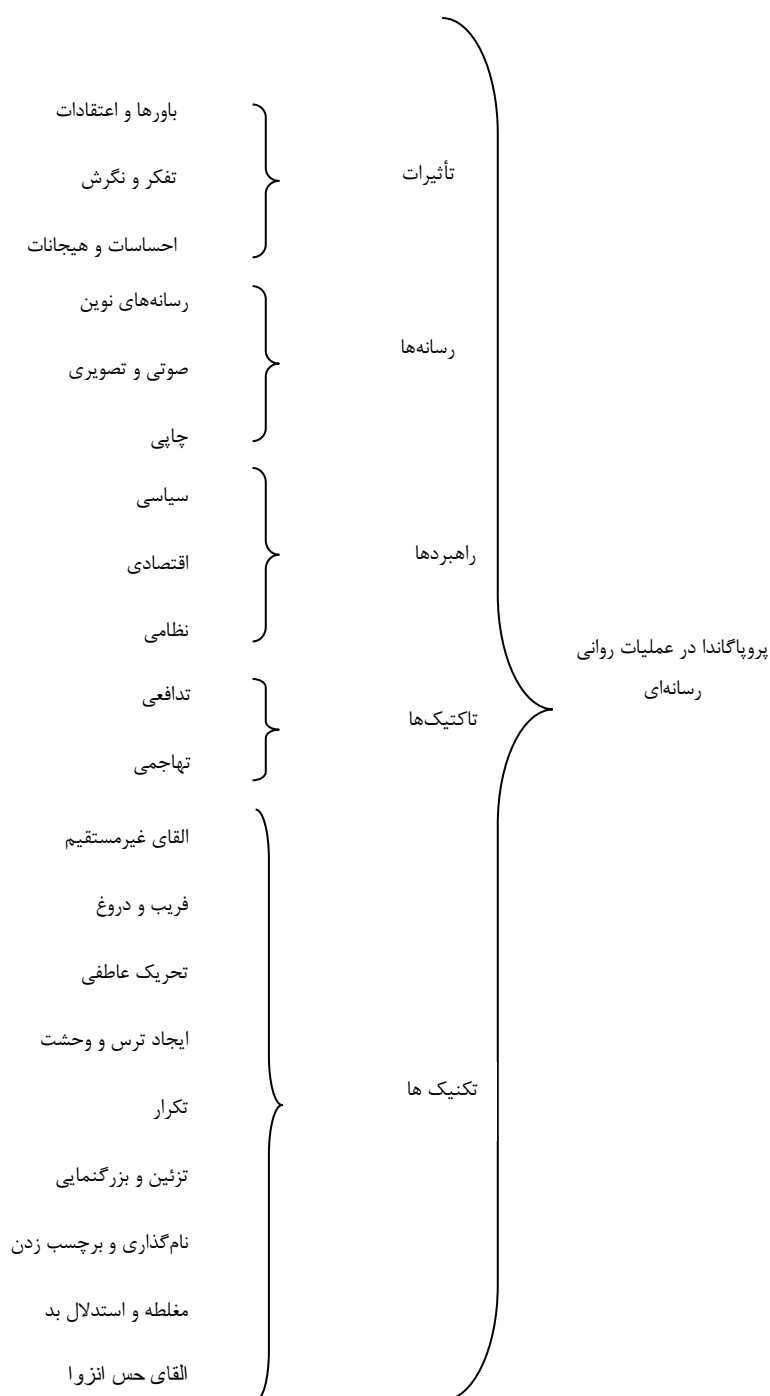 پروپاگاندا در عملیات روانی
رسانه‌ای
تأثیرات
باورها و اعتقادات
تفکر و نگرش
احساسات و هیجانات
رسانه‌ها
رسانه‌های نوین
صوتی و تصویری
چاپی
راهبردها
سیاسی
اقتصادی
نظامی
تاکتیک‌ها
تدافعی
تهاجمی
تکنیک ها
القای غیرمستقیم
فریب و دروغ
تحریک عاطفی
ایجاد ترس و وحشت
تکرار
تزئین و بزرگنمایی
نام‌گذاری و برچسب زدن
مغلطه و استدلال بد
القای حس انزوا